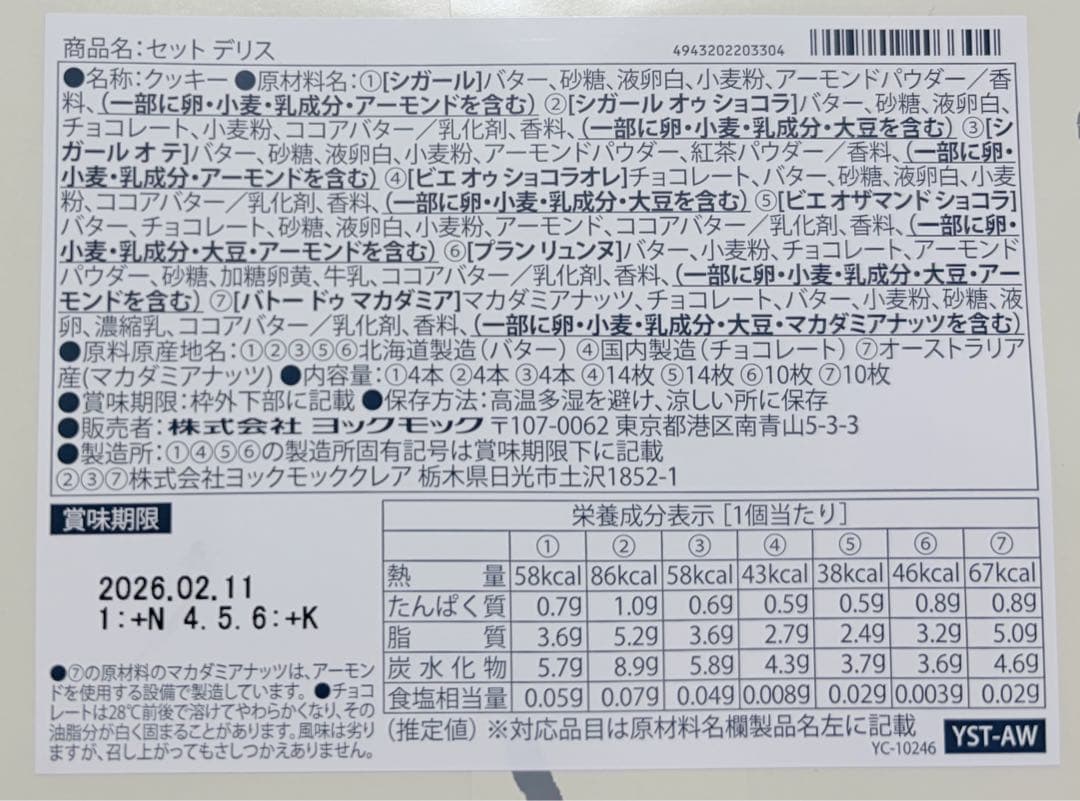 商品名:セット デリス
4943202203304
●名称:クッキー ●原材料名:①[シガール]バター、砂糖、液卵白、小麦粉、アーモンドパウダー／香
料、(一部に卵・小麦・乳成分・アーモンドを含む) ②[シガール オゥ ショコラ]バター、砂糖、液卵白、
チョコレート、小麦粉、ココアバター／乳化剤、香料、(一部に卵・小麦・乳成分・大豆を含む) ③[シ
ガール オ テ]バター、砂糖、液卵白、小麦粉、アーモンドパウダー、紅茶パウダー／香料、(一部に卵・
小麦・乳成分・アーモンドを含む) ④[ビエ オゥ ショコラオレ]チョコレート、バター、砂糖、液卵白、小麦
粉、ココアバター／乳化剤、香料、(一部に卵・小麦・乳成分・大豆を含む) ⑤[ビエ オザマンド ショコラ]
バター、チョコレート、砂糖、液卵白、小麦粉、アーモンド、ココアバター／乳化剤、香料、(一部に卵・
小麦・乳成分・大豆・アーモンドを含む) ⑥[プラン リュンヌ]バター、小麦粉、チョコレート、アーモンド
パウダー、砂糖、加糖卵黄、牛乳、ココアバター／乳化剤、香料、(一部に卵・小麦・乳成分・大豆・アー
モンドを含む) ⑦[バトー ドゥ マカダミア]マカダミアナッツ、チョコレート、バター、小麦粉、砂糖、液
卵、濃縮乳、ココアバター／乳化剤、香料、(一部に卵・小麦・乳成分・大豆・マカダミアナッツを含む)
●原料原産地名:①②③⑤⑥北海道製造(バター) ④国内製造(チョコレート) ⑦オーストラリア
産(マカダミアナッツ) ●内容量:①4本 ②4本 ③4本 ④14枚 ⑤14枚 ⑥10枚 ⑦10枚
●賞味期限:枠外下部に記載 ●保存方法:高温多湿を避け、涼しい所に保存
●販売者:株式会社 ヨックモック 〒107-0062 東京都港区南青山5-3-3
●製造所:①④⑤⑥の製造所固有記号は賞味期限下に記載
②③⑦株式会社ヨックモッククレア 栃木県日光市土沢1852-1
賞味期限
2026.02.11
1:+N 4.5.6:+K
●⑦の原材料のマカダミアナッツは、アーモン
ドを使用する設備で製造しています。●チョコ
レートは28℃前後で溶けてやわらかくなり、その
油脂分が白く固まることがあります。風味は劣り
ますが、召し上がってもさしつかえありません。
栄養成分表示 [1個当たり]
① ② ③ ④ ⑤ ⑥ ⑦
熱量 58kcal 86kcal 58kcal 43kcal 38kcal 46kcal 67kcal
たんぱく質 0.7g 1.0g 0.6g 0.5g 0.5g 0.8g 0.8g
脂質 3.6g 5.2g 3.6g 2.7g 2.4g 3.2g 5.0g
炭水化物 5.7g 8.9g 5.8g 4.3g 3.7g 3.6g 4.6g
食塩相当量 0.05g 0.07g 0.04g 0.008g 0.02g 0.003g 0.02g
(推定値) ※対応品目は原材料名欄製品名左に記載
YC-10246
YST-AW